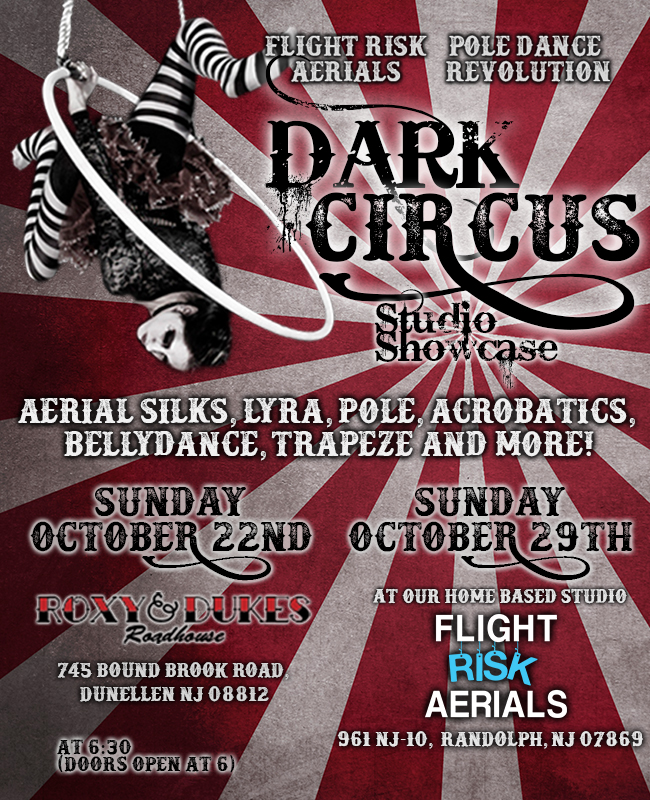 FLIGHT RISK
AERIALS
POLE DANCE
REVOLUTION
DARK
CIRCUS
Studio
Showcase
AERIAL SILKS, LYRA, POLE, ACROBATICS,
BELLYDANCE, TRAPEZE AND MORE!
SUNDAY
OCTOBER 22ND
ROXY & DUKES
Roadhouse
745 BOUND BROOK ROAD,
DUNELLEN NJ 08812
AT 6:30
(DOORS OPEN AT 6)
SUNDAY
OCTOBER 29TH
AT OUR HOME BASED STUDIO
FLIGHT
RISK
AERIALS
961 NJ-10, RANDOLPH, NJ 07869